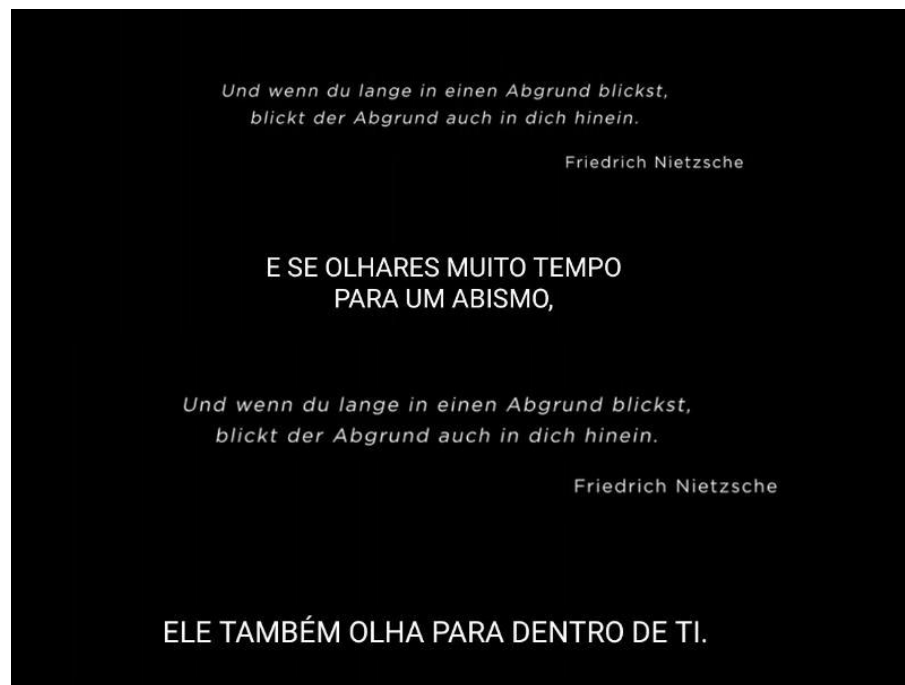 Und wenn du lange in einen Abgrund blickst,
blickt der Abgrund auch in dich hinein.
Friedrich Nietzsche
E SE OLHARES MUITO TEMPO
PARA UM ABISMO,
Und wenn du lange in einen Abgrund blickst,
blickt der Abgrund auch in dich hinein.
Friedrich Nietzsche
ELE TAMBÉM OLHA PARA DENTRO DE TI.